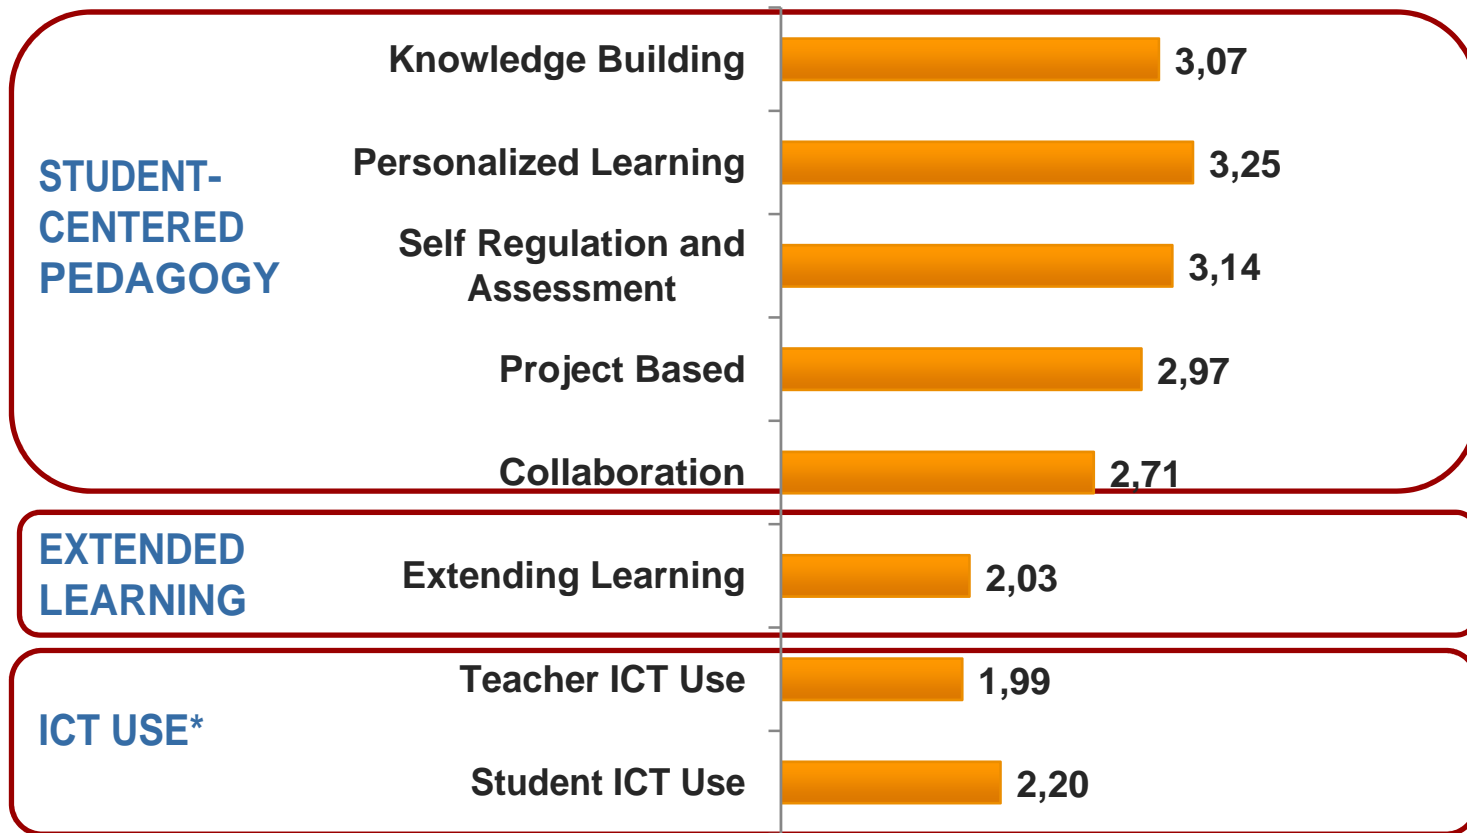 STUDENT-
CENTERED
PEDAGOGY
Knowledge Building
3,07
Personalized Learning
3,25
Self Regulation and
Assessment
3,14
Project Based
2,97
Collaboration
2,71
EXTENDED
LEARNING
Extending Learning
2,03
ICT USE*
Teacher ICT Use
1,99
Student ICT Use
2,20